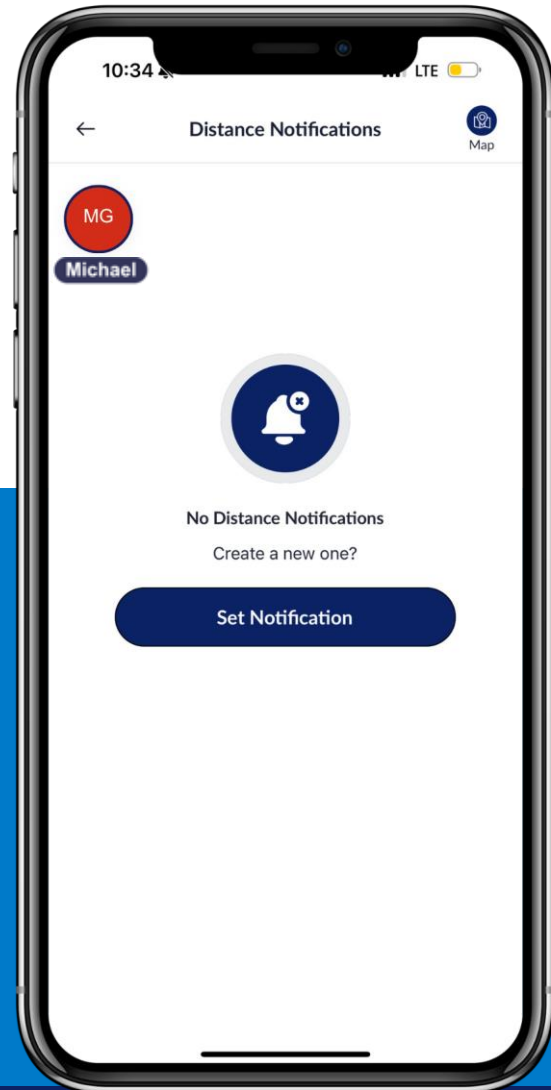 10:34
LTE
Distance Notifications
Map
MG
Michael
No Distance Notifications
Create a new one?
Set Notification